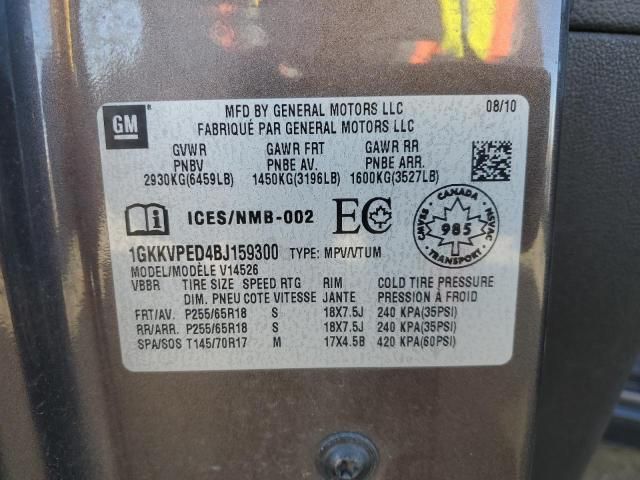 GM
MFD BY GENERAL MOTORS LLC 08/10
FABRIQUÉ PAR GENERAL MOTORS LLC
GVWR GAWR FRT GAWR RR
PNBV PNBE AV. PNBE ARR.
2930KG(6459LB) 1450KG(3196LB) 1600KG(3527LB)
ICES/NMB-002 EC
CANADA
CMVSS 985 NSVAC
TRANSPORT
1GKKVPED4BJ159300 TYPE: MPV/VTUM
MODEL/MODÈLE V14526
VBBR TIRE SIZE SPEED RTG RIM COLD TIRE PRESSURE
DIM. PNEU COTE VITESSE JANTE PRESSION À FROID
FRT/AV. P255/65R18 S 18X7.5J 240 KPA(35PSI)
RR/ARR. P255/65R18 S 18X7.5J 240 KPA(35PSI)
SPA/SOS T145/70R17 M 17X4.5B 420 KPA(60PSI)